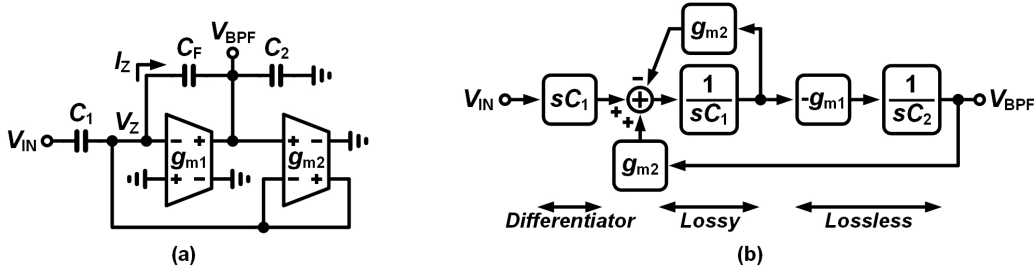 V_BPF
C_F
C_2
I_Z
C_1
V_Z
V_IN
- +
g_m1
+ -
+ -
g_m2
- +
(a)
g_m2
-
V_IN
sC_1
+
+
+
1
sC_1
-g_m1
1
sC_2
V_BPF
g_m2
Differentiator
Lossy
Lossless
(b)